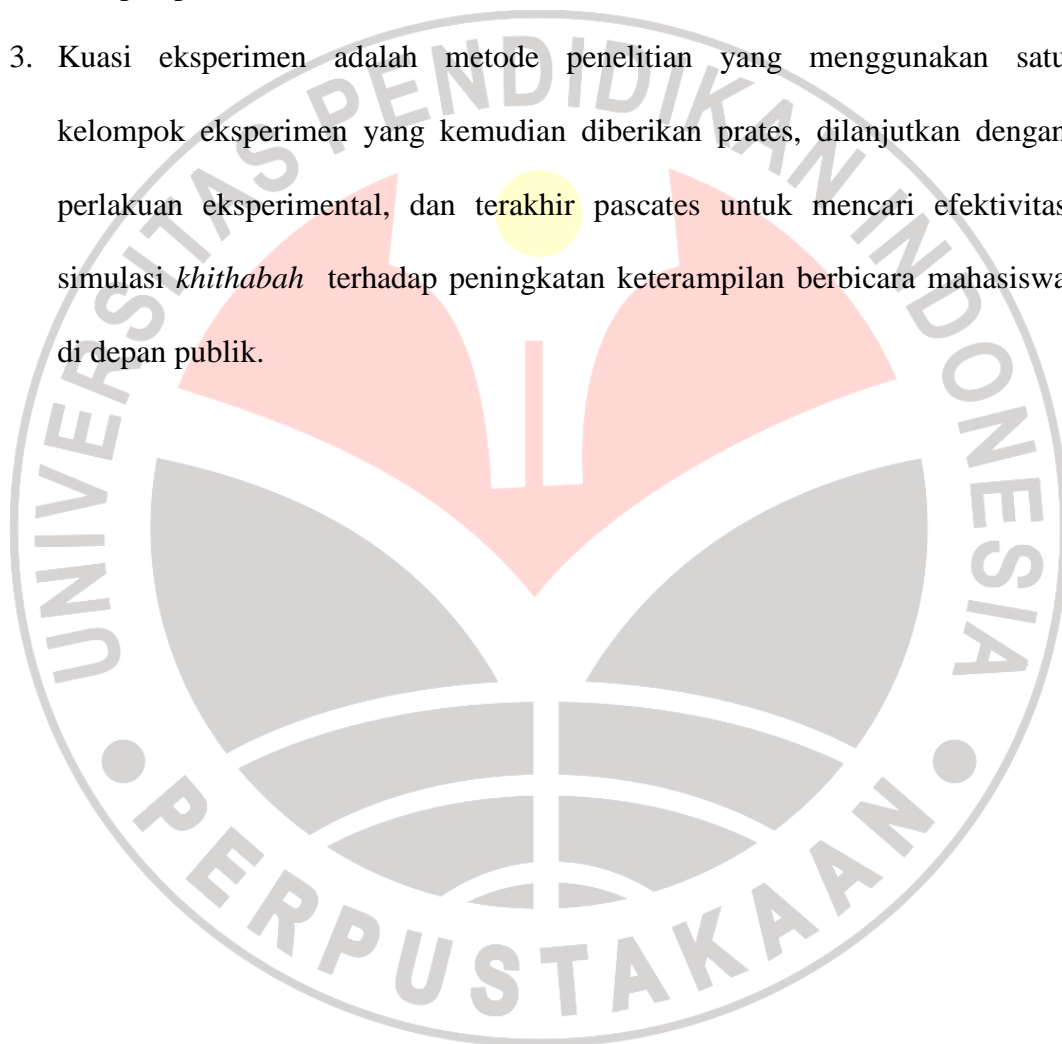 3. Kuasi eksperimen adalah metode penelitian yang menggunakan satu
kelompok eksperimen yang kemudian diberikan prates, dilanjutkan dengan
perlakuan eksperimental, dan terakhir pascates untuk mencari efektivitas
simulasi khithabah terhadap peningkatan keterampilan berbicara mahasiswa
di depan publik.
UNIVERSITAS PENDIDIKAN INDONESIA
PERPUSTAKAAN